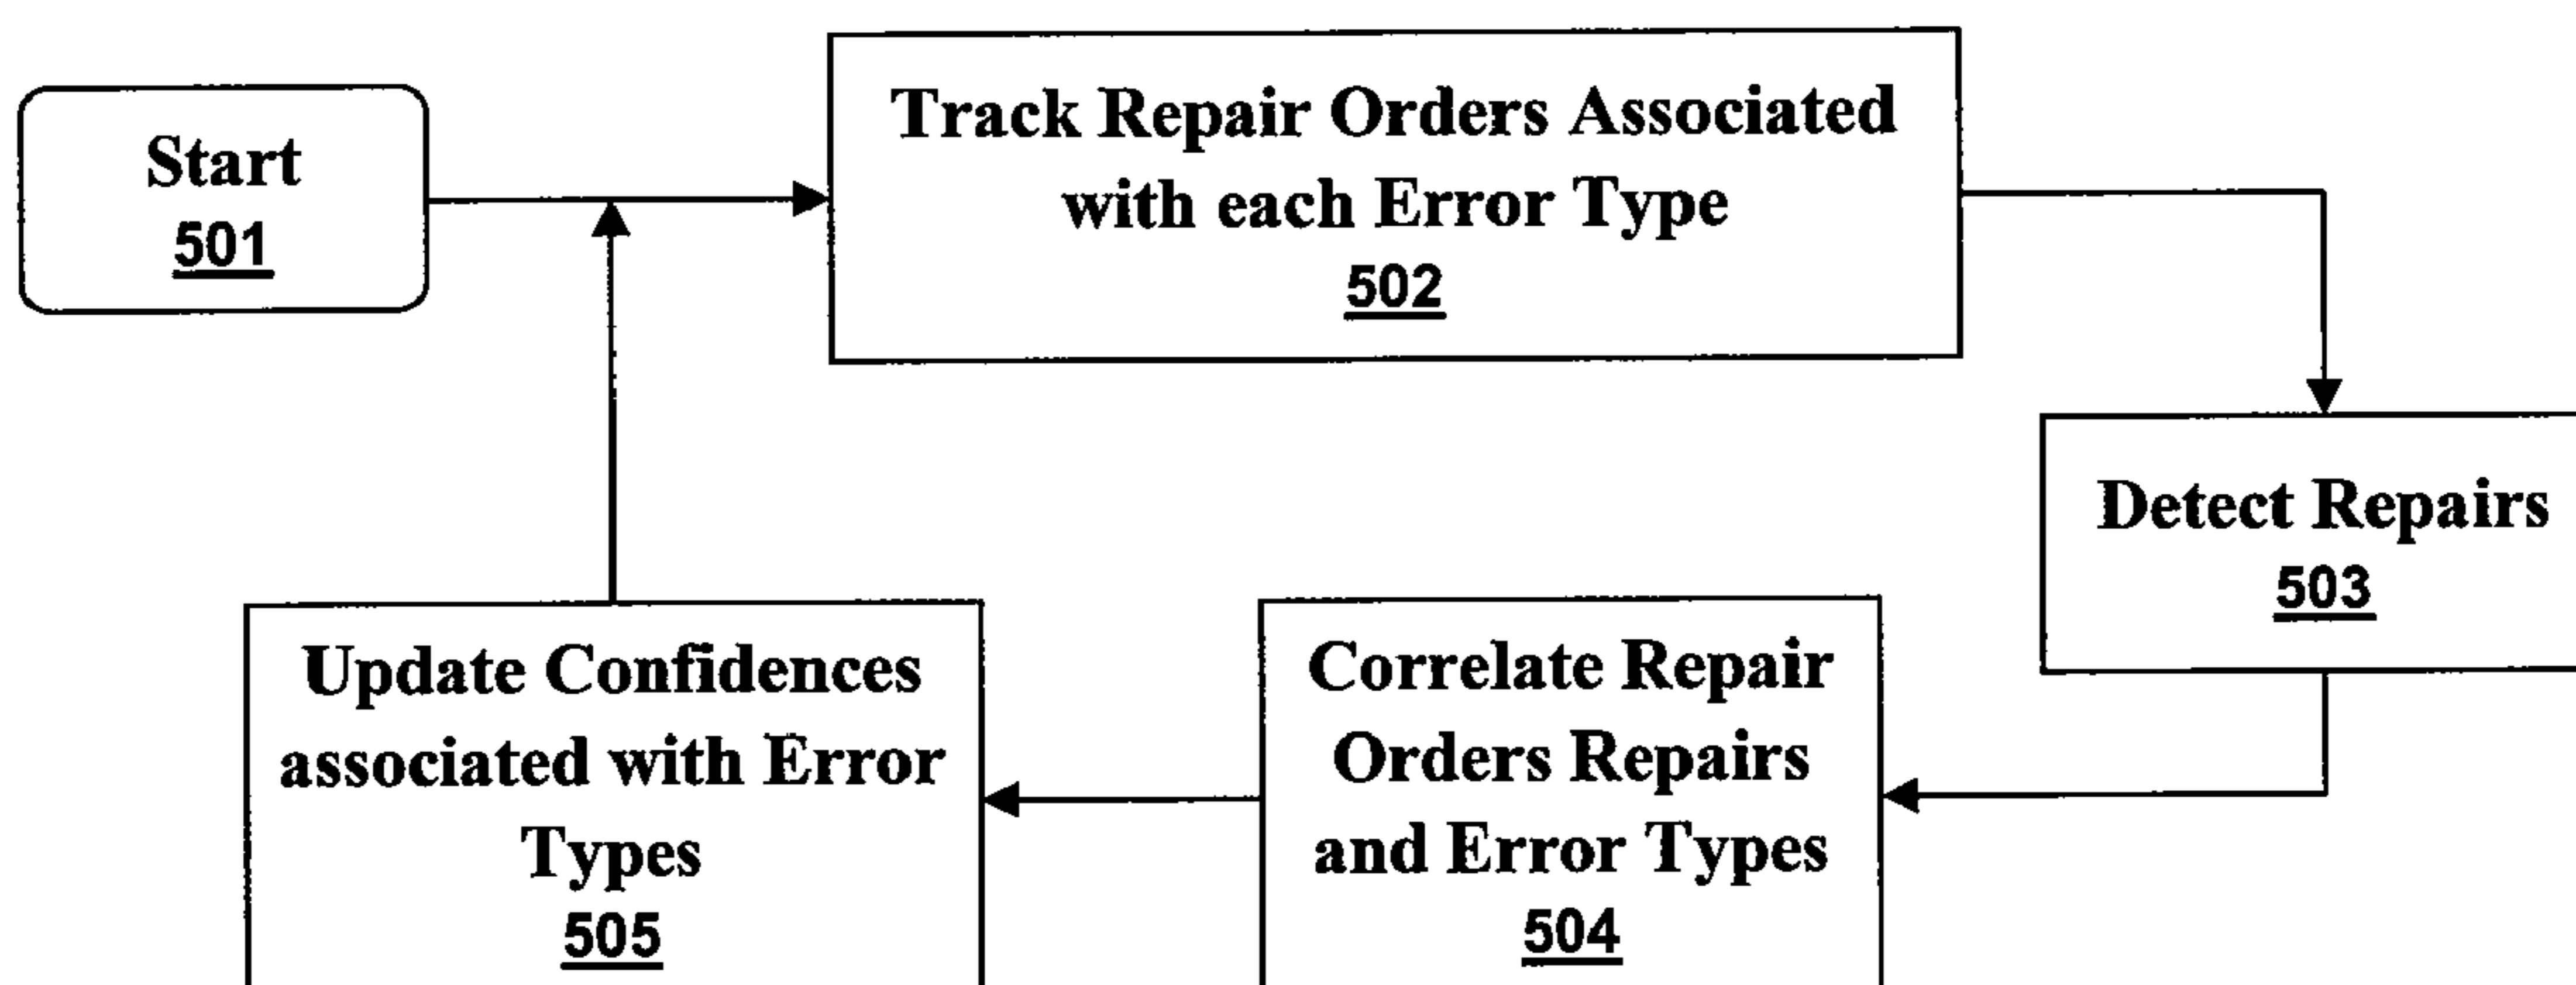 Start
501
Track Repair Orders Associated
with each Error Type
502
Detect Repairs
503
Correlate Repair
Orders Repairs
and Error Types
504
Update Confidences
associated with Error
Types
505